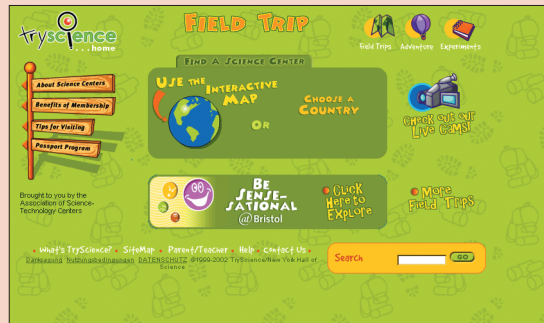 tryscience
...home
FIELD TRIP
Field Trips Adventure Experiments
FIND A SCIENCE CENTER
USE THE
INTERACTIVE
MAP
OR
CHOOSE A
COUNTRY
About Science Centers
Benefits of Membership
Tips for Visiting
Passport Program
CHECK OUT OUR
LIVE CAMS!
Brought to you by the
Association of Science-
Technology Centers
BE
SENSE-
SATIONAL
@Bristol
CLICK
HERE TO
EXPLORE
MORE
FIELD TRIPS
What's TryScience? SiteMap Parent/Teacher Help Contact Us
Danksagung Nutzungsbedingungen DATENSCHUTZ ©1999-2002 TryScience/New York Hall of
Science
Search GO